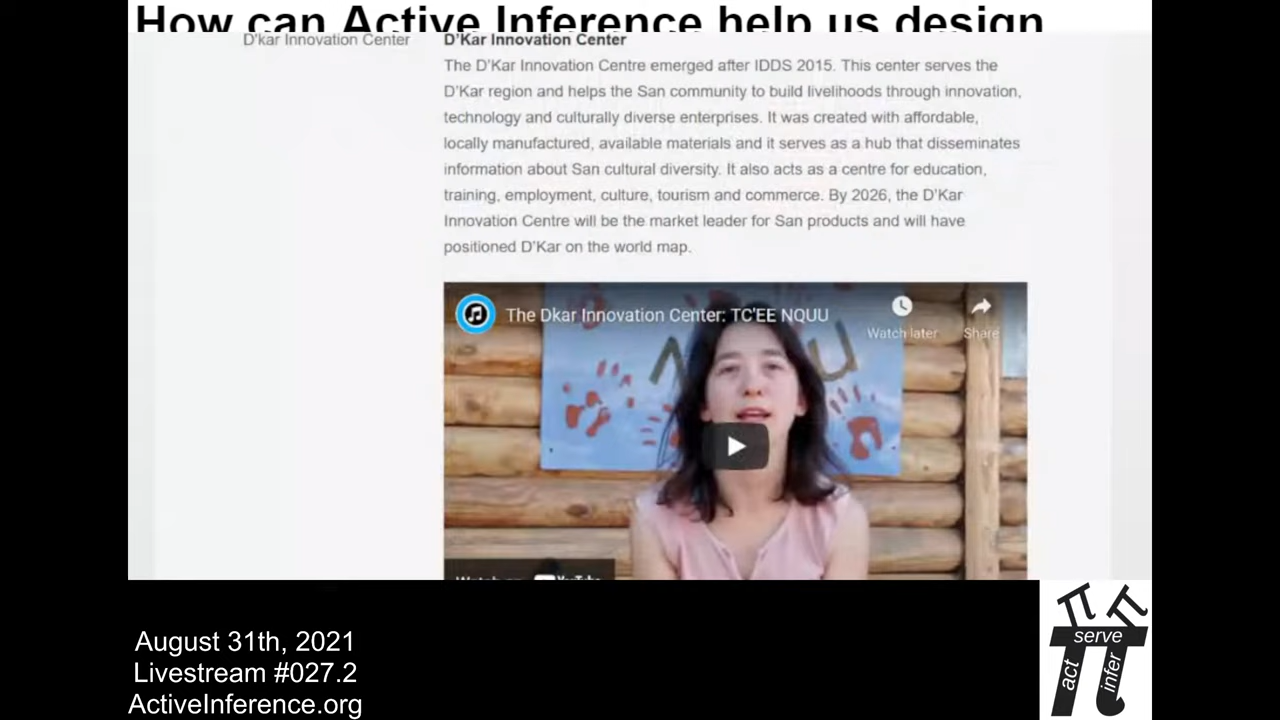 How can Active Inference help us design
D'kar Innovation Center
D'Kar Innovation Center
The D'Kar Innovation Centre emerged after IDDS 2015. This center serves the
D'Kar region and helps the San community to build livelihoods through innovation,
technology and culturally diverse enterprises. It was created with affordable,
locally manufactured, available materials and it serves as a hub that disseminates
information about San cultural diversity. It also acts as a centre for education,
training, employment, culture, tourism and commerce. By 2026, the D'Kar
Innovation Centre will be the market leader for San products and will have
positioned D'Kar on the world map.
The Dkar Innovation Center: TC'EE NQUU
Watch later
Share
Watch on YouTube
August 31th, 2021
Livestream #027.2
ActiveInference.org
serve
act
infer